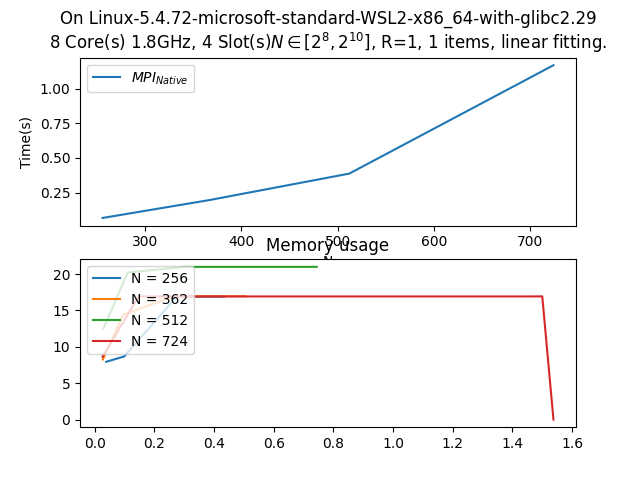 On Linux-5.4.72-microsoft-standard-WSL2-x86_64-with-glibc2.29
8 Core(s) 1.8GHz, 4 Slot(s)N ∈ [2^8, 2^10], R=1, 1 items, linear fitting.
MPI_Native
Time(s)
1.00
0.75
0.50
0.25
300 400 500 600 700
Memory usage
N = 256
N = 362
N = 512
N = 724
20
15
10
5
0
0.0 0.2 0.4 0.6 0.8 1.0 1.2 1.4 1.6